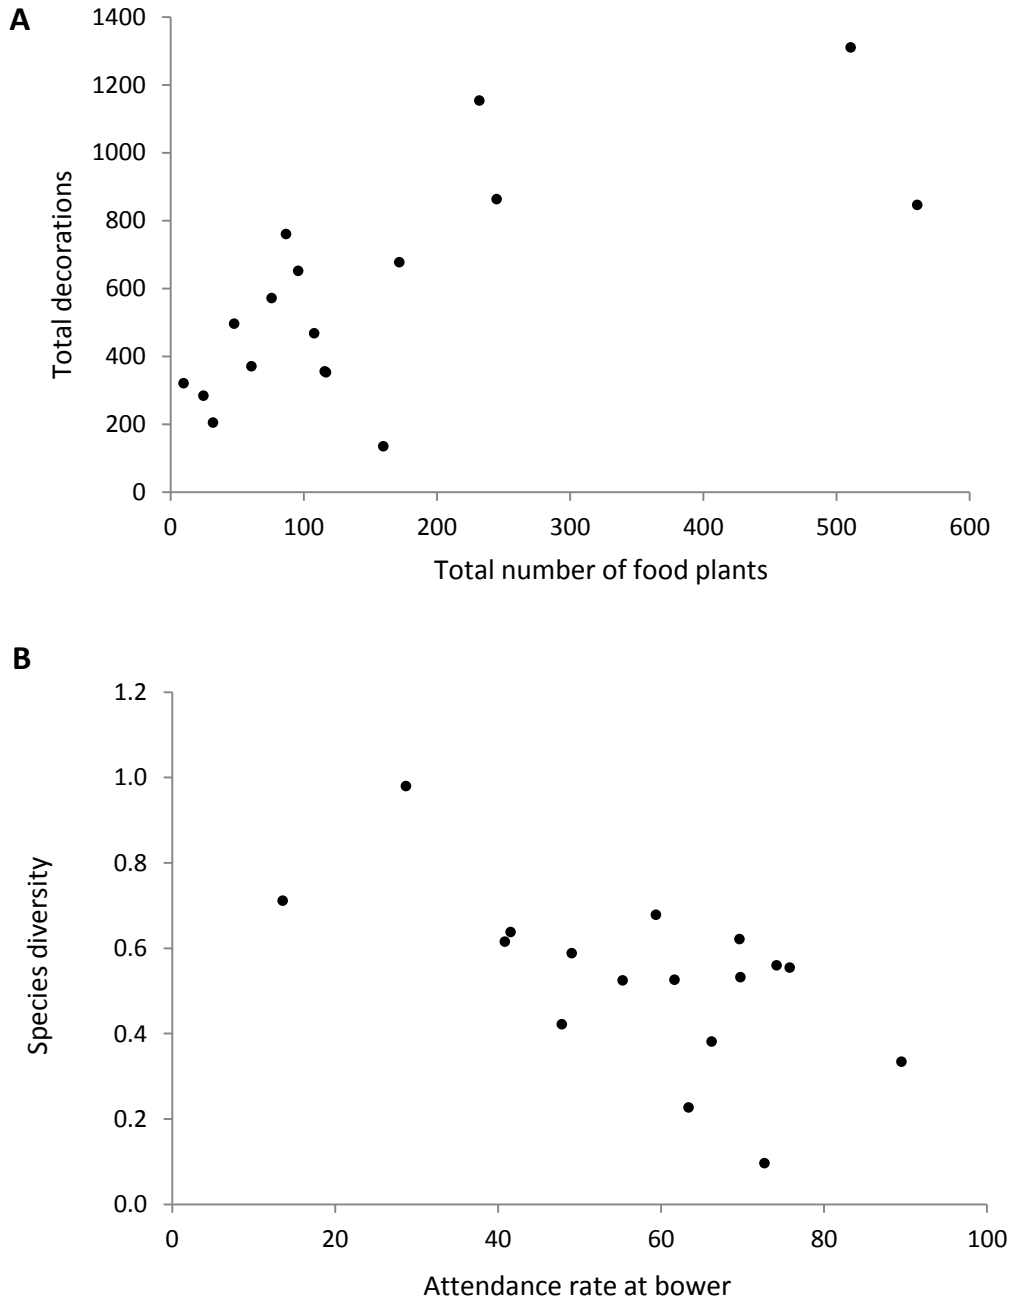 A
1400
1200
1000
800
600
400
200
0
0 100 200 300 400 500 600
Total decorations
Total number of food plants
B
1.2
1.0
0.8
0.6
0.4
0.2
0.0
0 20 40 60 80 100
Species diversity
Attendance rate at bower